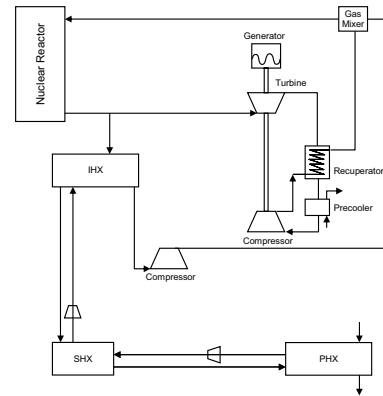 Gas
Mixer
Nuclear Reactor
Generator
Turbine
IHX
Recuperator
Precooler
Compressor
Compressor
SHX
PHX